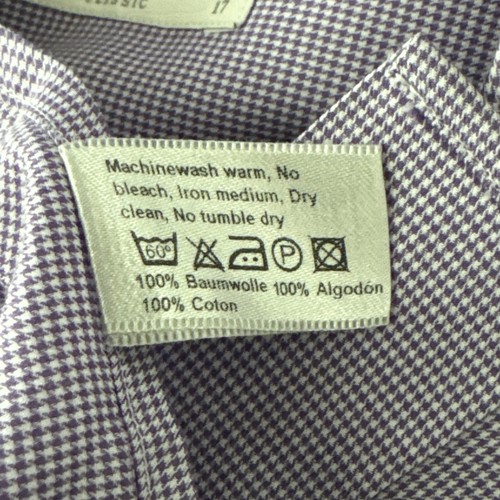 17
Machinewash warm, No
bleach, Iron medium, Dry
clean, No tumble dry
60° P
100% Baumwolle 100% Algodón
100% Coton